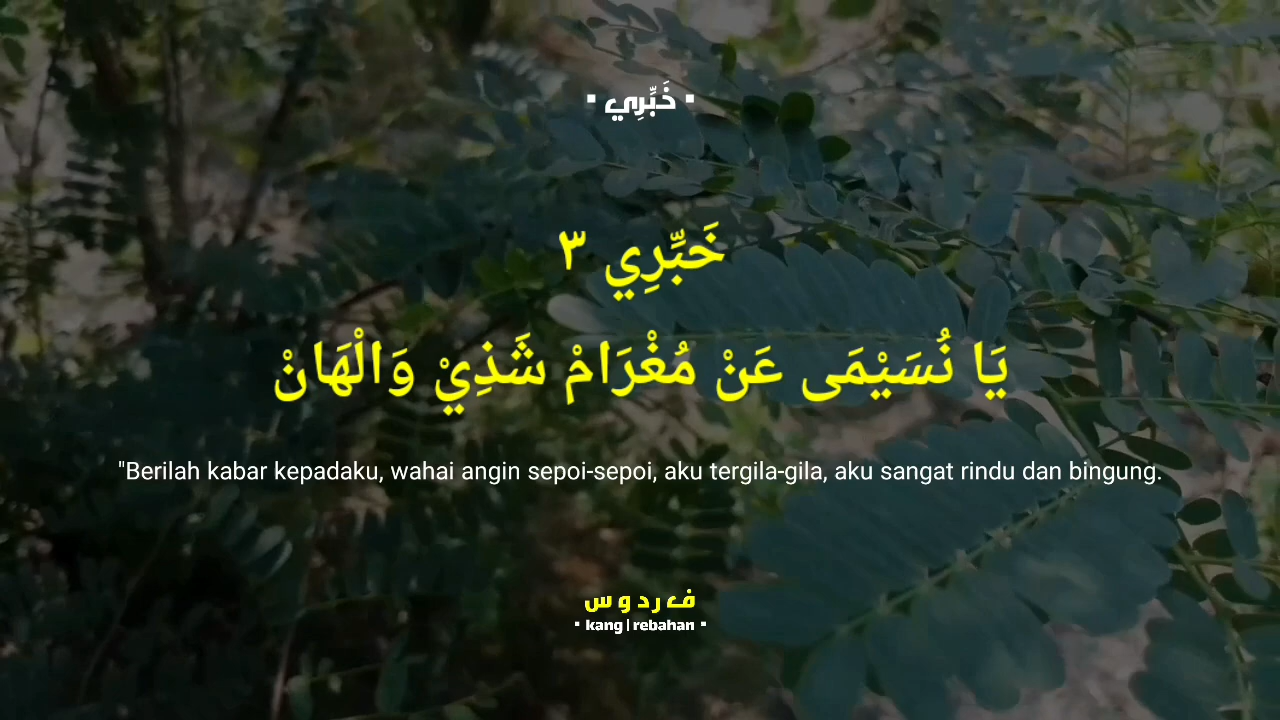 ▪ خَبِّرِي ▪
خَبِّرِي ٣
يَا نُسَيْمَى عَنْ مُغْرَامْ شَذِيْ وَالْهَانْ
"Berilah kabar kepadaku, wahai angin sepoi-sepoi, aku tergila-gila, aku sangat rindu dan bingung.
ف ر د و س
▪ kang | rebahan ▪